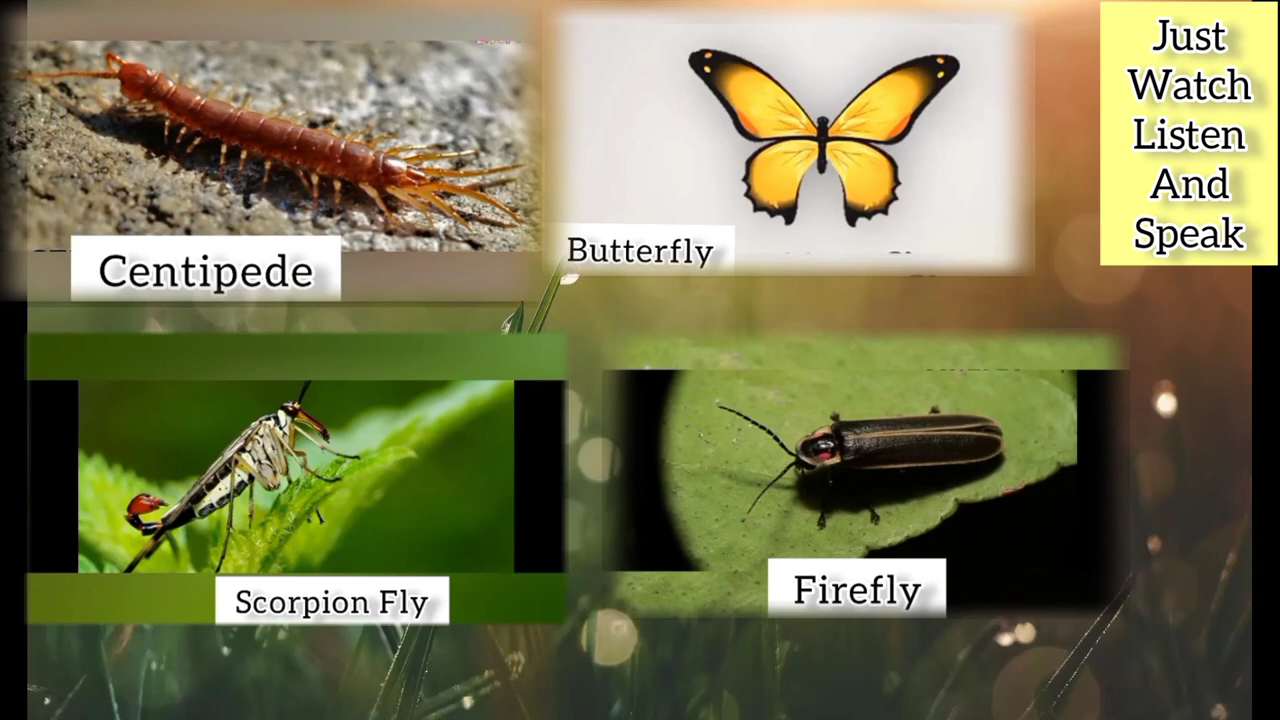 Centipede
Butterfly
Just
Watch
Listen
And
Speak
Scorpion Fly
Firefly